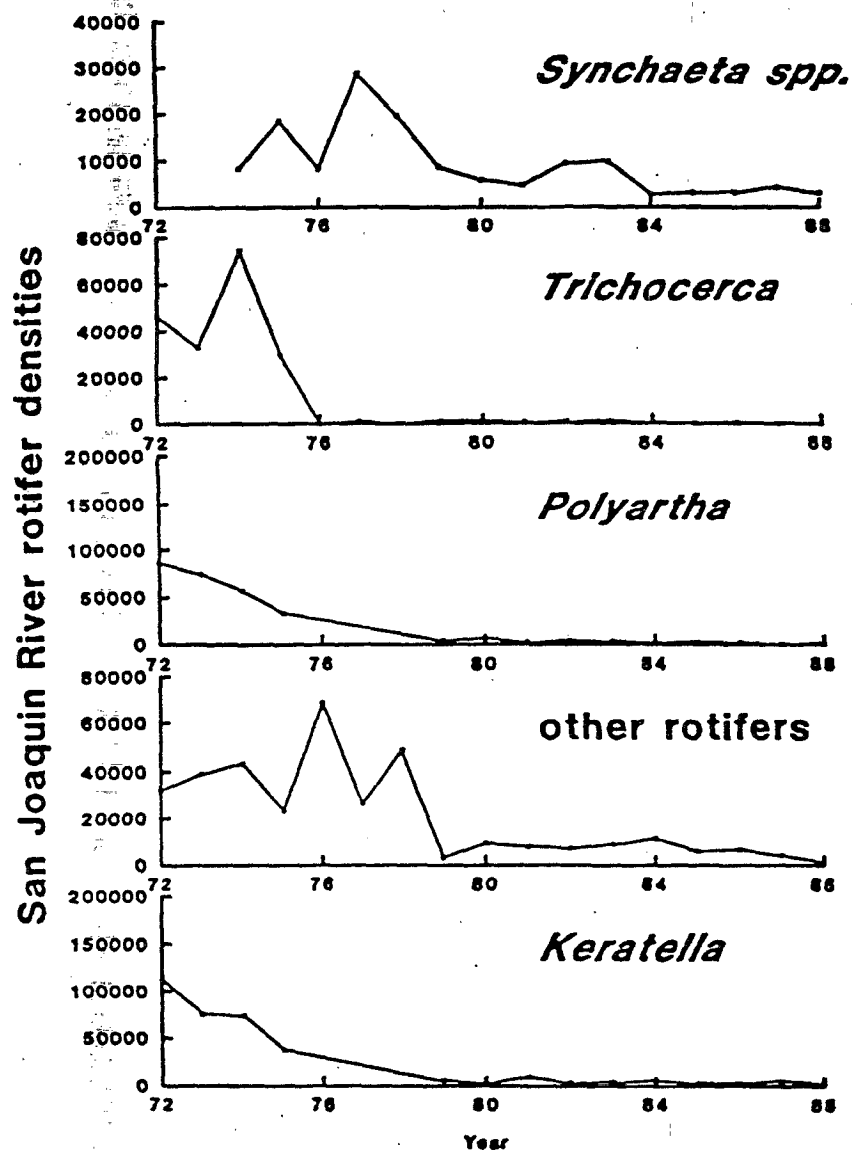 San Joaquin River rotifer densities
40000
30000
20000
10000
0
72 76 80 84 88
Synchaeta spp.
80000
60000
40000
20000
0
72 76 80 84 88
Trichocerca
200000
150000
100000
50000
0
72 76 80 84 88
Polyartha
80000
60000
40000
20000
0
72 76 80 84 88
other rotifers
200000
150000
100000
50000
0
72 76 80 84 88
Keratella
Year